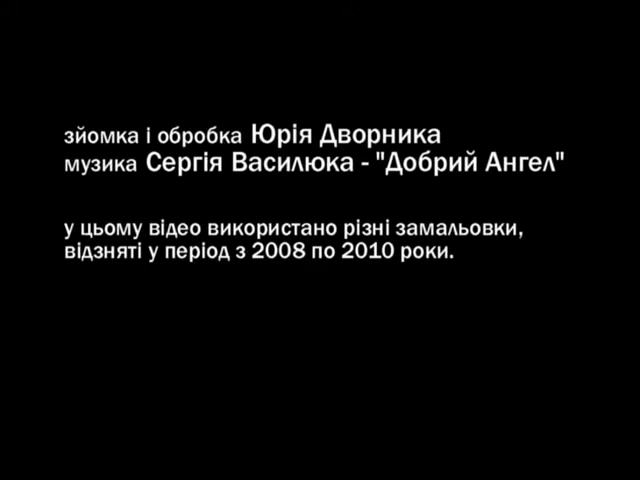 зйомка і обробка Юрія Дворника
музика Сергія Василюка - "Добрий Ангел"
у цьому відео використано різні замальовки,
відзняті у період з 2008 по 2010 роки.